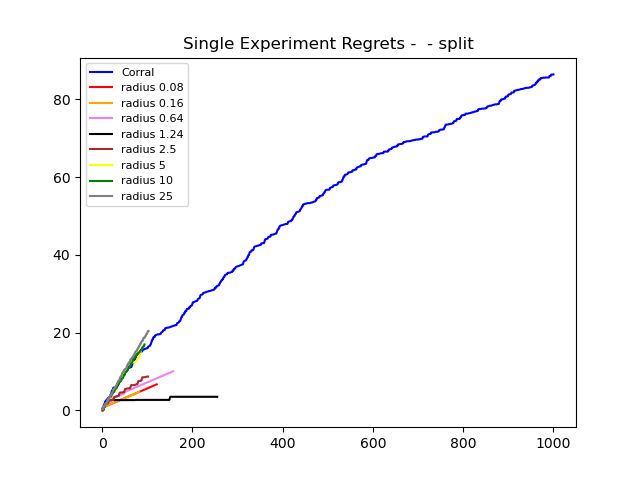 Single Experiment Regrets -  - split
Corral
radius 0.08
radius 0.16
radius 0.64
radius 1.24
radius 2.5
radius 5
radius 10
radius 25
80
60
40
20
0
0 200 400 600 800 1000